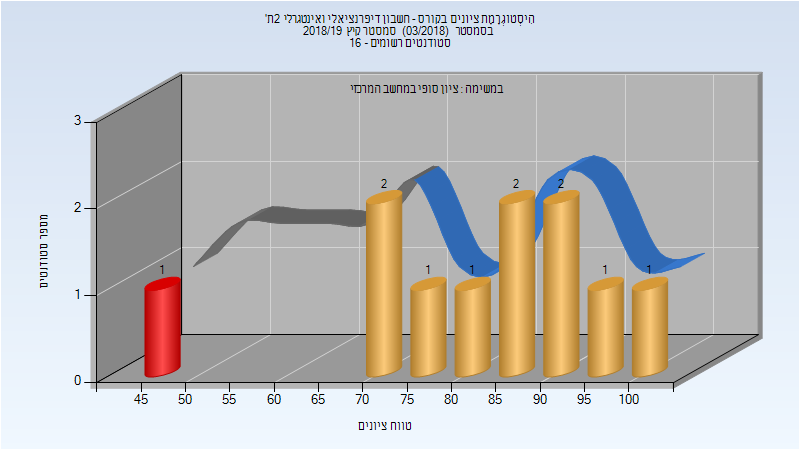 היסטוגרמת ציונים בקורס - חשבון דיפרנציאלי ואינטגרלי 2ת'
בסמסטר (03/2018) סמסטר קיץ 2018/19
סטודנטים רשומים - 16
במשימה : ציון סופי במחשב המרכזי
מספר סטודנטים
3
2
1
0
1
2
1
1
2
2
1
1
45 50 55 60 65 70 75 80 85 90 95 100
טווח ציונים